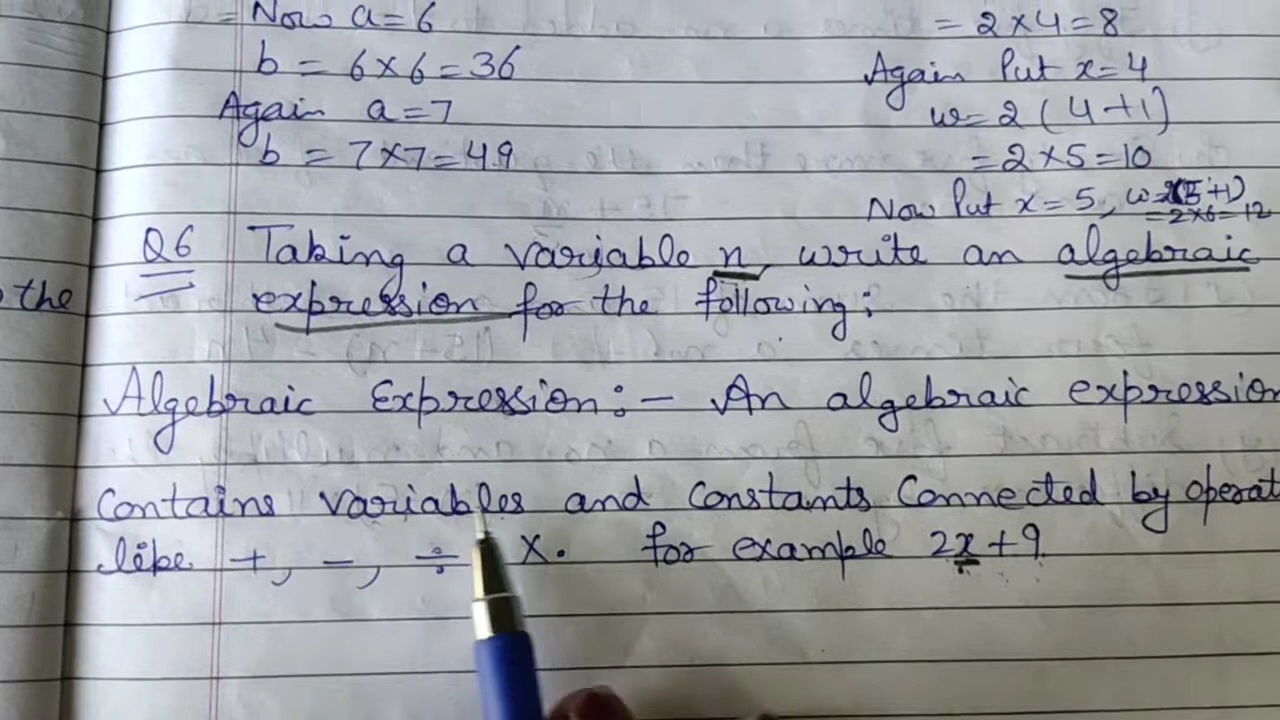 Now a=6
b = 6×6=36
Again a=7
b = 7×7=49
= 2×4=8
Again Put x=4
w=2(4+1)
=2×5=10
Now Put x=5, w=2(5+1)
=2×6=12
the
Q6 Taking a variable n, write an algebraic
expression for the following:
Algebraic Expression:- An algebraic expression
contains variables and constants connected by operat
like +, -, ÷ ×. for example 2x+9